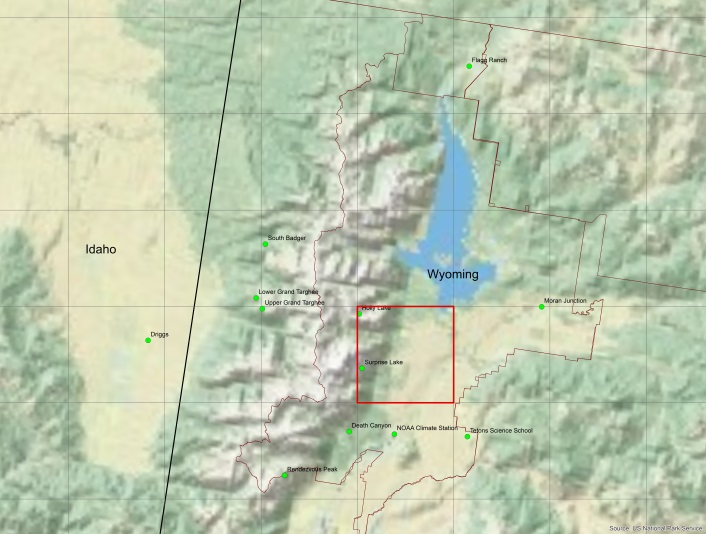 Flagg Ranch
South Badger
Idaho
Wyoming
Lower Grand Targhee
Upper Grand Targhee
Moran Junction
Holly Lake
Driggs
Surprise Lake
Death Canyon
NOAA Climate Station
Tetons Science School
Rendezvous Peak
Source: US National Park Service